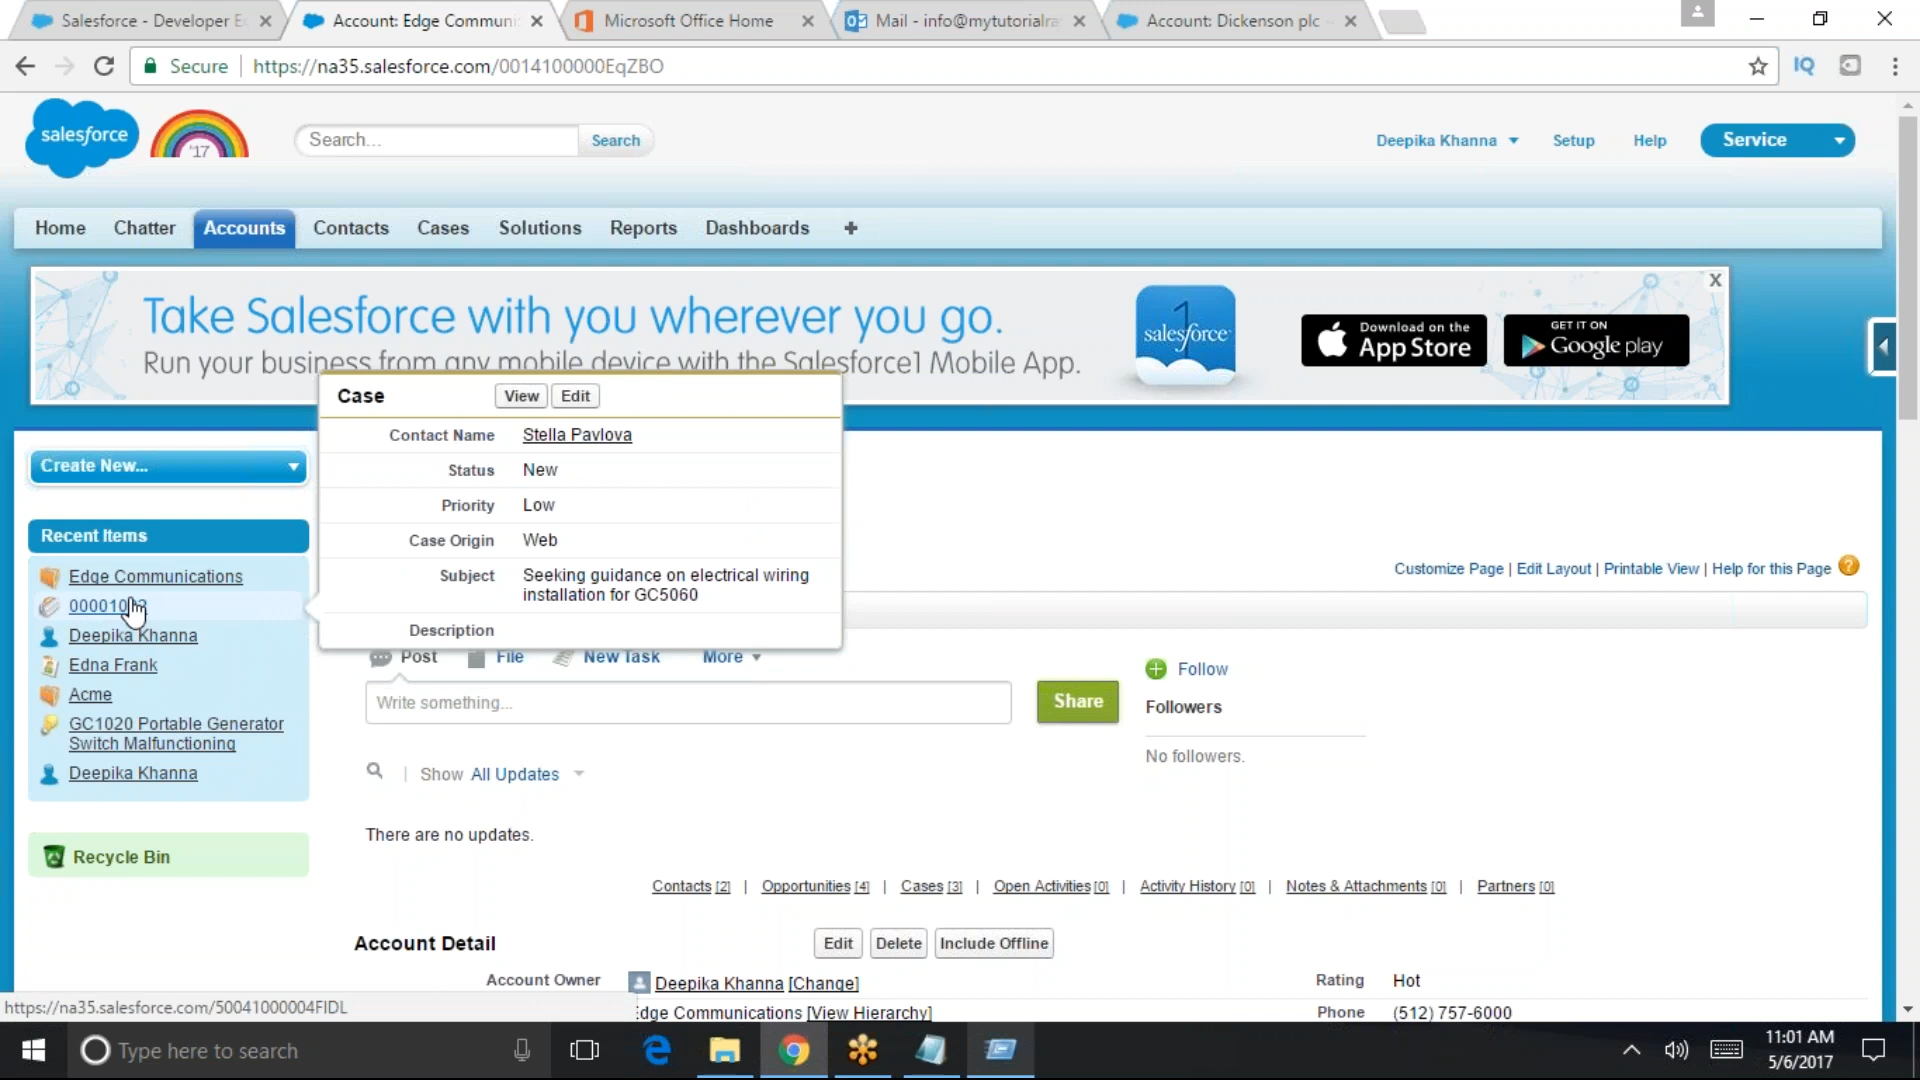 Salesforce - Developer E
Account: Edge Communi
Microsoft Office Home
Mail - info@mytutorialra
Account: Dickenson plc
Secure
https://na35.salesforce.com/0014100000EqZBO
IQ
salesforce
'17
Search...
Search
Deepika Khanna
Setup
Help
Service
Home
Chatter
Accounts
Contacts
Cases
Solutions
Reports
Dashboards
Take Salesforce with you wherever you go.
Run your business from any mobile device with the Salesforce1 Mobile App.
1
salesforce
Download on the
App Store
GET IT ON
Google play
X
Case
View
Edit
Contact Name Stella Pavlova
Status New
Priority Low
Case Origin Web
Subject Seeking guidance on electrical wiring
installation for GC5060
Description
Create New...
Recent Items
Edge Communications
Deepika Khanna
Edna Frank
Acme
GC1020 Portable Generator
Switch Malfunctioning
Deepika Khanna
Recycle Bin
Customize Page | Edit Layout | Printable View | Help for this Page ?
Post
File
New Task
More
Write something...
Share
Follow
Followers
No followers.
Show All Updates
There are no updates.
Contacts [2] | Opportunities [4] | Cases [3] | Open Activities [0] | Activity History [0] | Notes & Attachments [0] | Partners [0]
Account Detail
Edit
Delete
Include Offline
Account Owner Deepika Khanna [Change]
Rating Hot
https://na35.salesforce.com/50041000004FIDL
Edge Communications [View Hierarchy]
Phone (512) 757-6000
Type here to search
11:01 AM
5/6/2017